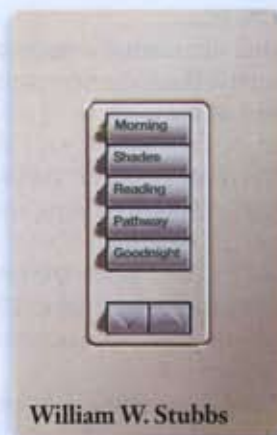 Morning
Shades
Reading
Pathway
Goodnight
William W. Stubbs